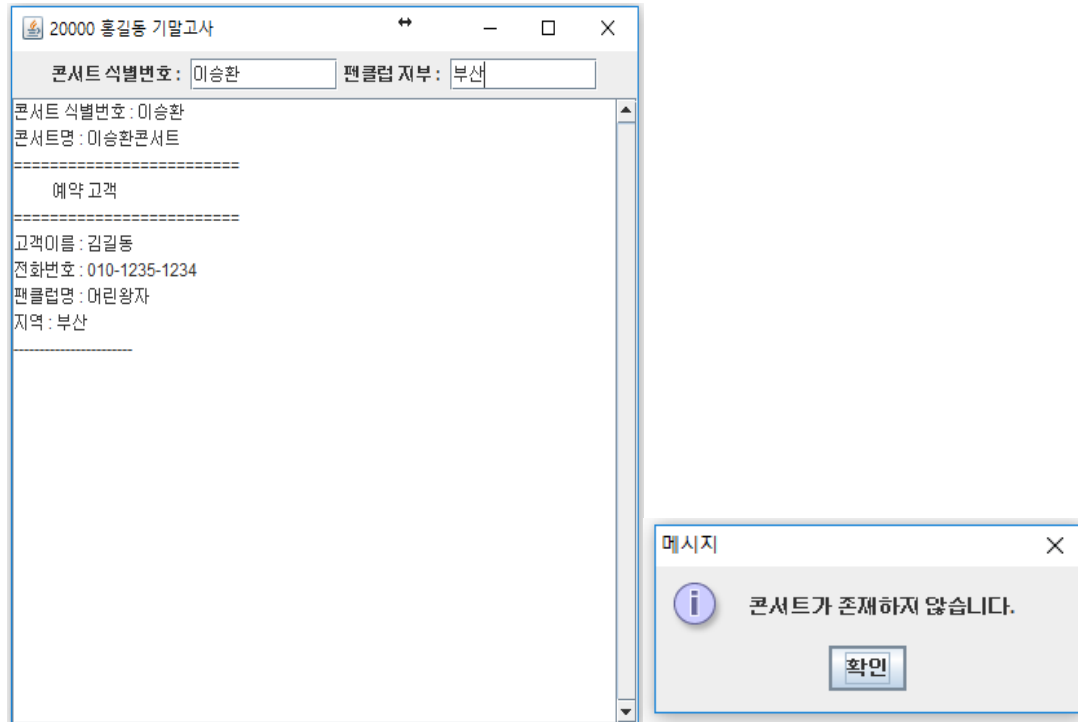 20000 홍길동 기말고사
콘서트 식별번호 : 이승환 팬클럽 지부 : 부산
콘서트 식별번호 : 이승환
콘서트명 : 이승환콘서트
=========================
예약 고객
=========================
고객이름 : 김길동
전화번호 : 010-1235-1234
팬클럽명 : 어린왕자
지역 : 부산
-----------------------
메시지
콘서트가 존재하지 않습니다.
확인